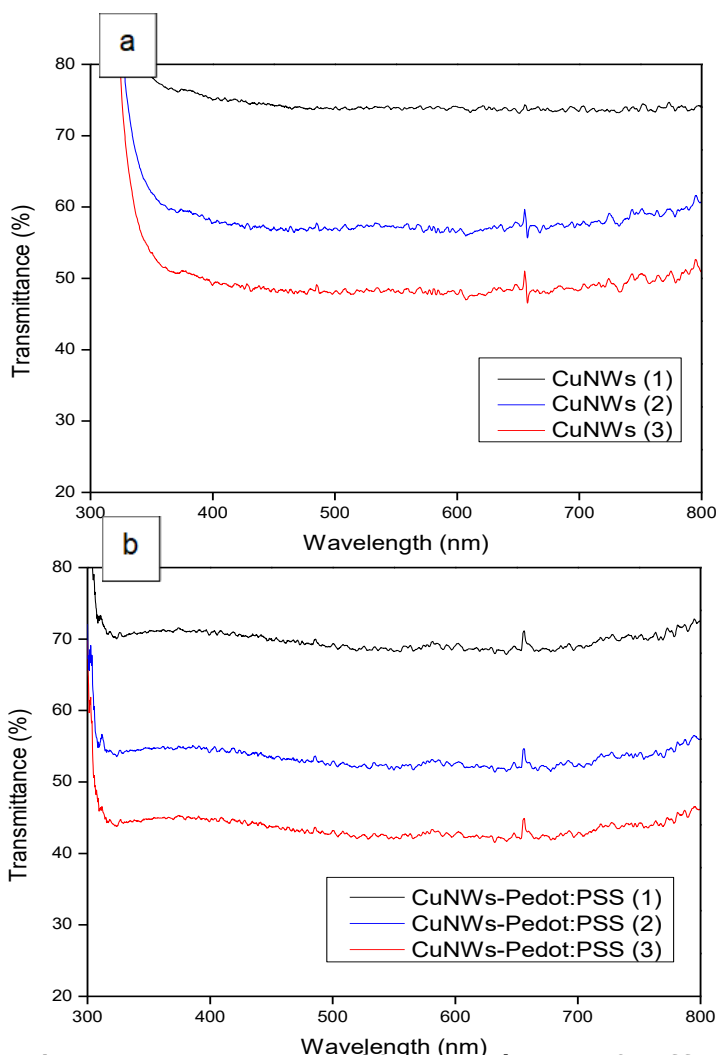 a
80
70
60
50
40
30
20
Transmittance (%)
CuNWs (1)
CuNWs (2)
CuNWs (3)
300 400 500 600 700 800
Wavelength (nm)
b
80
70
60
50
40
30
20
Transmittance (%)
CuNWs-Pedot:PSS (1)
CuNWs-Pedot:PSS (2)
CuNWs-Pedot:PSS (3)
300 400 500 600 700 800
Wavelength (nm)